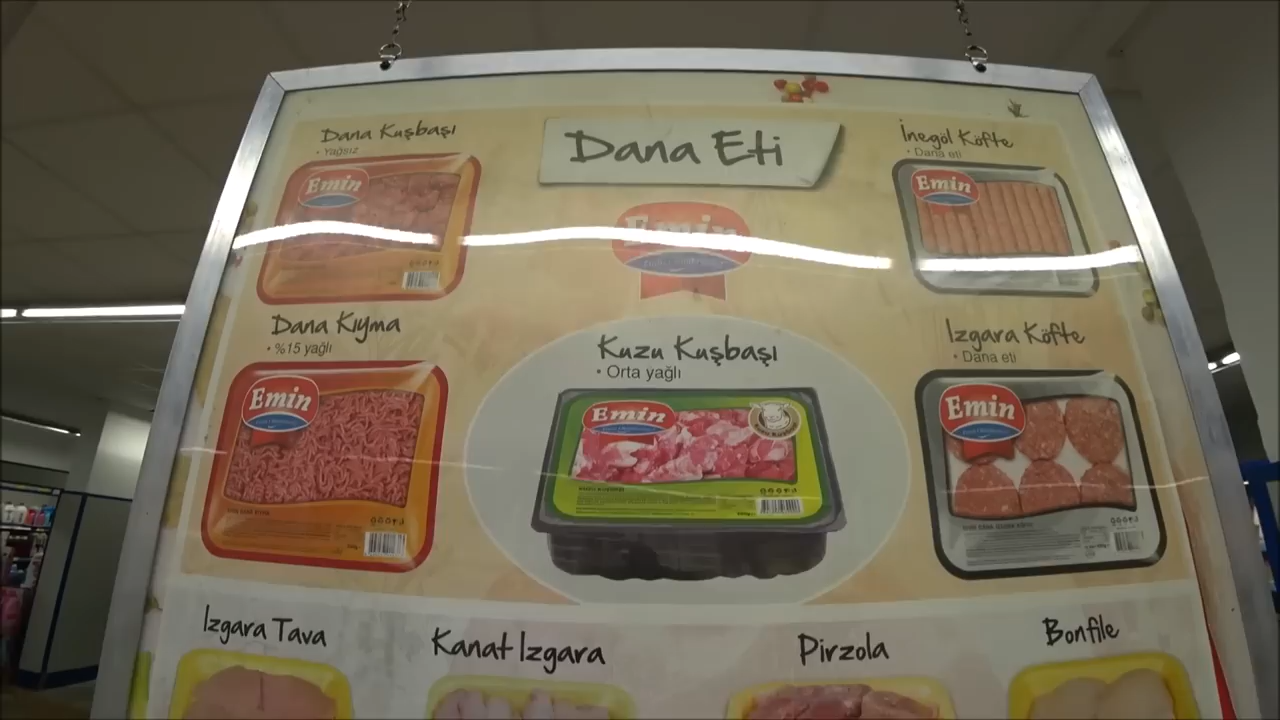 Dana Kuşbaşı
• Yağsız
Emin
Dana Eti
Emin
İnegöl Köfte
• Dana eti
Emin
Dana Kıyma
• %15 yağlı
Emin
Kuzu Kuşbaşı
• Orta yağlı
Emin
Izgara Köfte
• Dana eti
Emin
Izgara Tava
Kanat Izgara
Pirzola
Bonfile